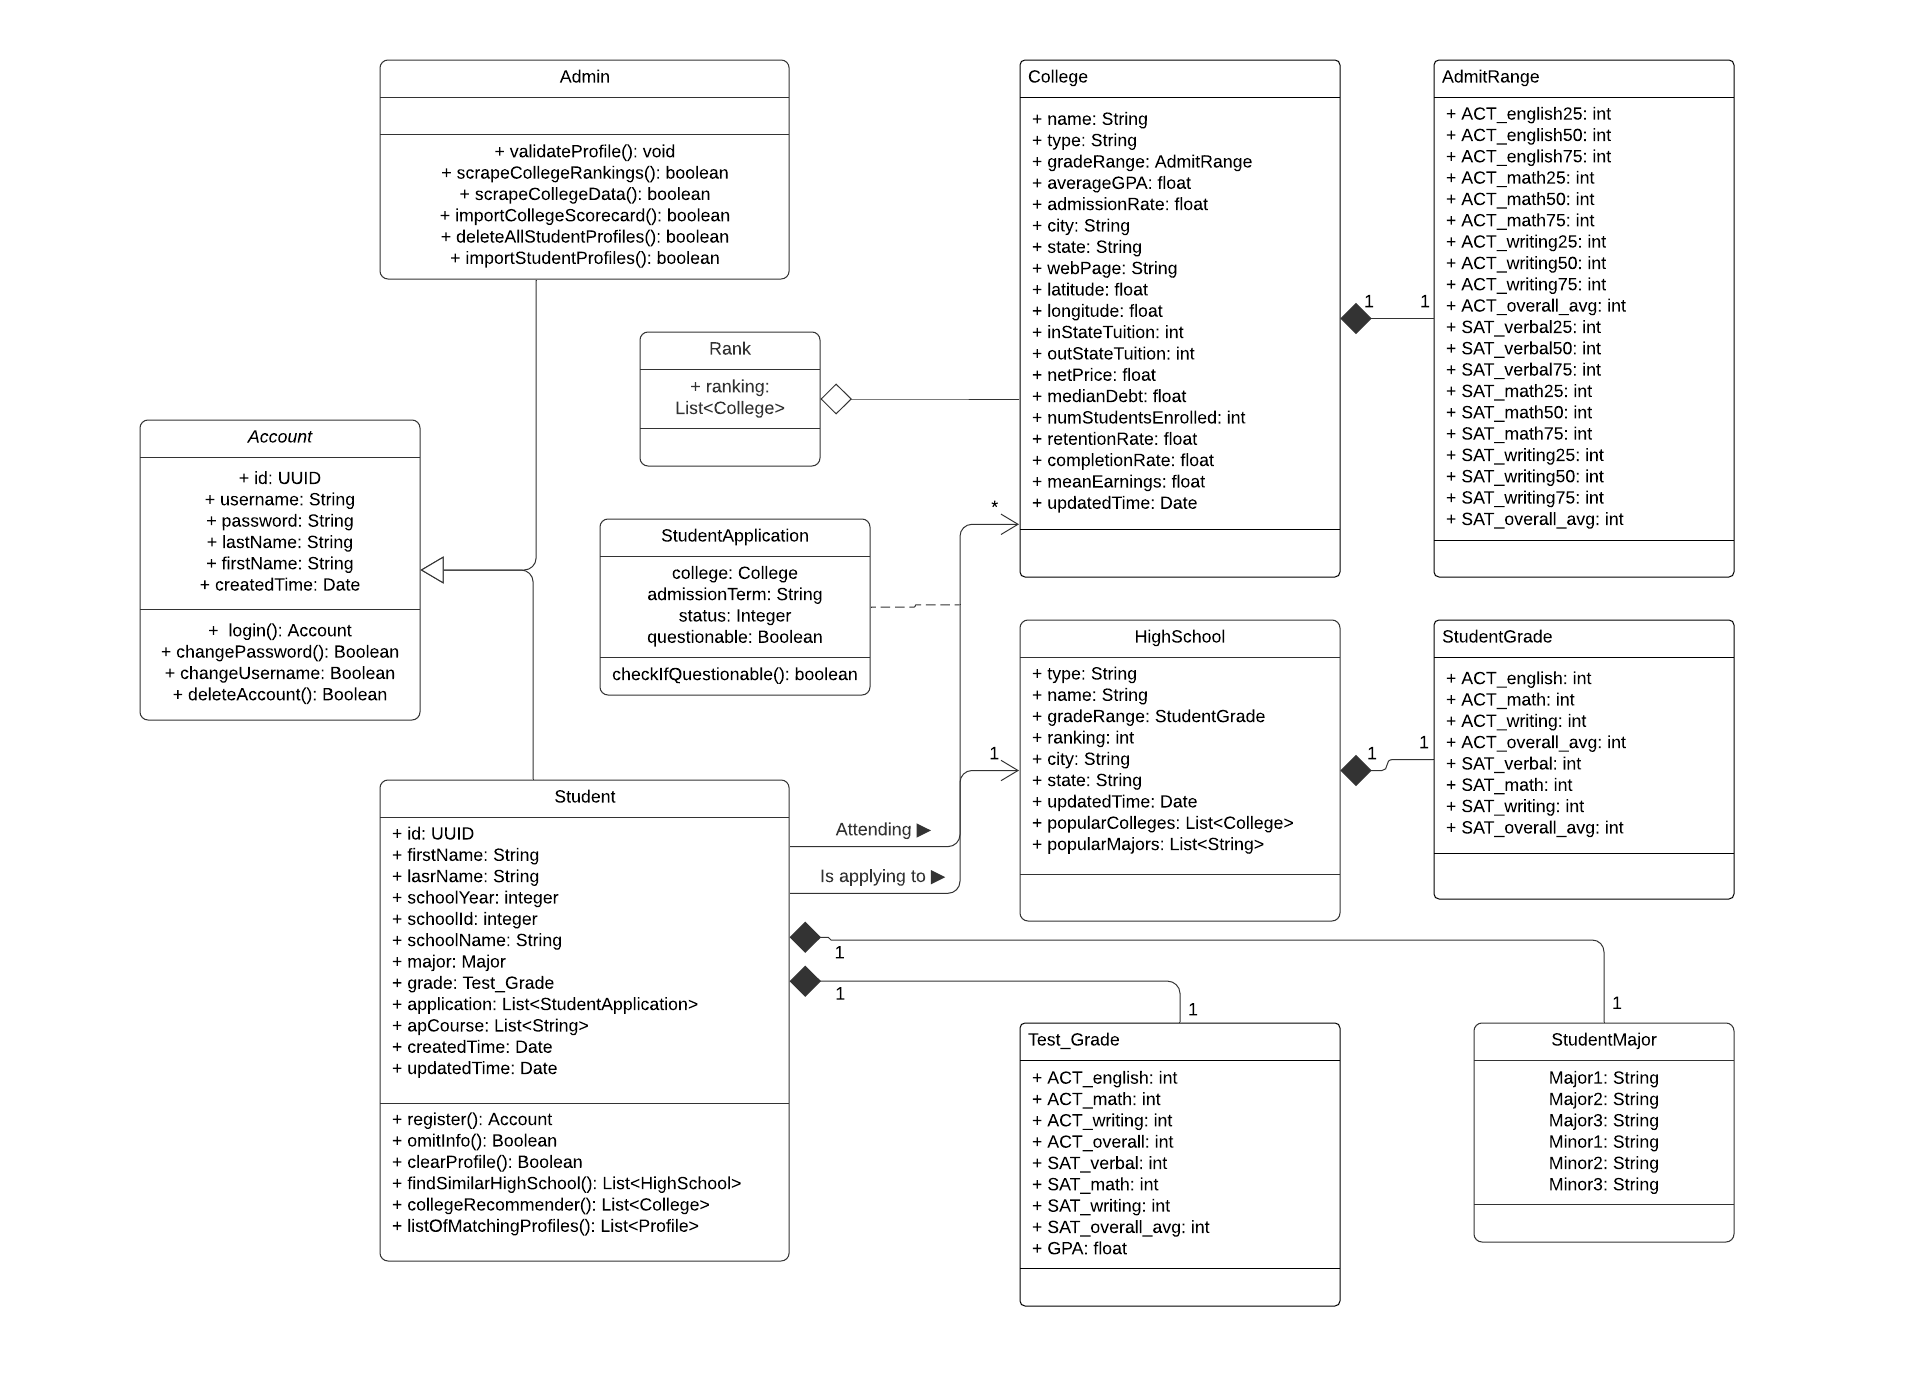 Admin
+ validateProfile(): void
+ scrapeCollegeRankings(): boolean
+ scrapeCollegeData(): boolean
+ importCollegeScorecard(): boolean
+ deleteAllStudentProfiles(): boolean
+ importStudentProfiles(): boolean
College
+ name: String
+ type: String
+ gradeRange: AdmitRange
+ averageGPA: float
+ admissionRate: float
+ city: String
+ state: String
+ webPage: String
+ latitude: float
+ longitude: float
+ inStateTuition: int
+ outStateTuition: int
+ netPrice: float
+ medianDebt: float
+ numStudentsEnrolled: int
+ retentionRate: float
+ completionRate: float
+ meanEarnings: float
+ updatedTime: Date
1
1
AdmitRange
+ ACT_english25: int
+ ACT_english50: int
+ ACT_english75: int
+ ACT_math25: int
+ ACT_math50: int
+ ACT_math75: int
+ ACT_writing25: int
+ ACT_writing50: int
+ ACT_writing75: int
+ ACT_overall_avg: int
+ SAT_verbal25: int
+ SAT_verbal50: int
+ SAT_verbal75: int
+ SAT_math25: int
+ SAT_math50: int
+ SAT_math75: int
+ SAT_writing25: int
+ SAT_writing50: int
+ SAT_writing75: int
+ SAT_overall_avg: int
Rank
+ ranking:
List<College>
Account
+ id: UUID
+ username: String
+ password: String
+ lastName: String
+ firstName: String
+ createdTime: Date
+  login(): Account
+ changePassword(): Boolean
+ changeUsername: Boolean
+ deleteAccount(): Boolean
StudentApplication
college: College
admissionTerm: String
status: Integer
questionable: Boolean
checkIfQuestionable(): boolean
*
HighSchool
+ type: String
+ name: String
+ gradeRange: StudentGrade
+ ranking: int
+ city: String
+ state: String
+ updatedTime: Date
+ popularColleges: List<College>
+ popularMajors: List<String>
1
1
1
StudentGrade
+ ACT_english: int
+ ACT_math: int
+ ACT_writing: int
+ ACT_overall_avg: int
+ SAT_verbal: int
+ SAT_math: int
+ SAT_writing: int
+ SAT_overall_avg: int
Student
+ id: UUID
+ firstName: String
+ lasrName: String
+ schoolYear: integer
+ schoolId: integer
+ schoolName: String
+ major: Major
+ grade: Test_Grade
+ application: List<StudentApplication>
+ apCourse: List<String>
+ createdTime: Date
+ updatedTime: Date
+ register(): Account
+ omitInfo(): Boolean
+ clearProfile(): Boolean
+ findSimilarHighSchool(): List<HighSchool>
+ collegeRecommender(): List<College>
+ listOfMatchingProfiles(): List<Profile>
Attending ▶
Is applying to ▶
1
1
1
1
Test_Grade
+ ACT_english: int
+ ACT_math: int
+ ACT_writing: int
+ ACT_overall: int
+ SAT_verbal: int
+ SAT_math: int
+ SAT_writing: int
+ SAT_overall_avg: int
+ GPA: float
StudentMajor
Major1: String
Major2: String
Major3: String
Minor1: String
Minor2: String
Minor3: String